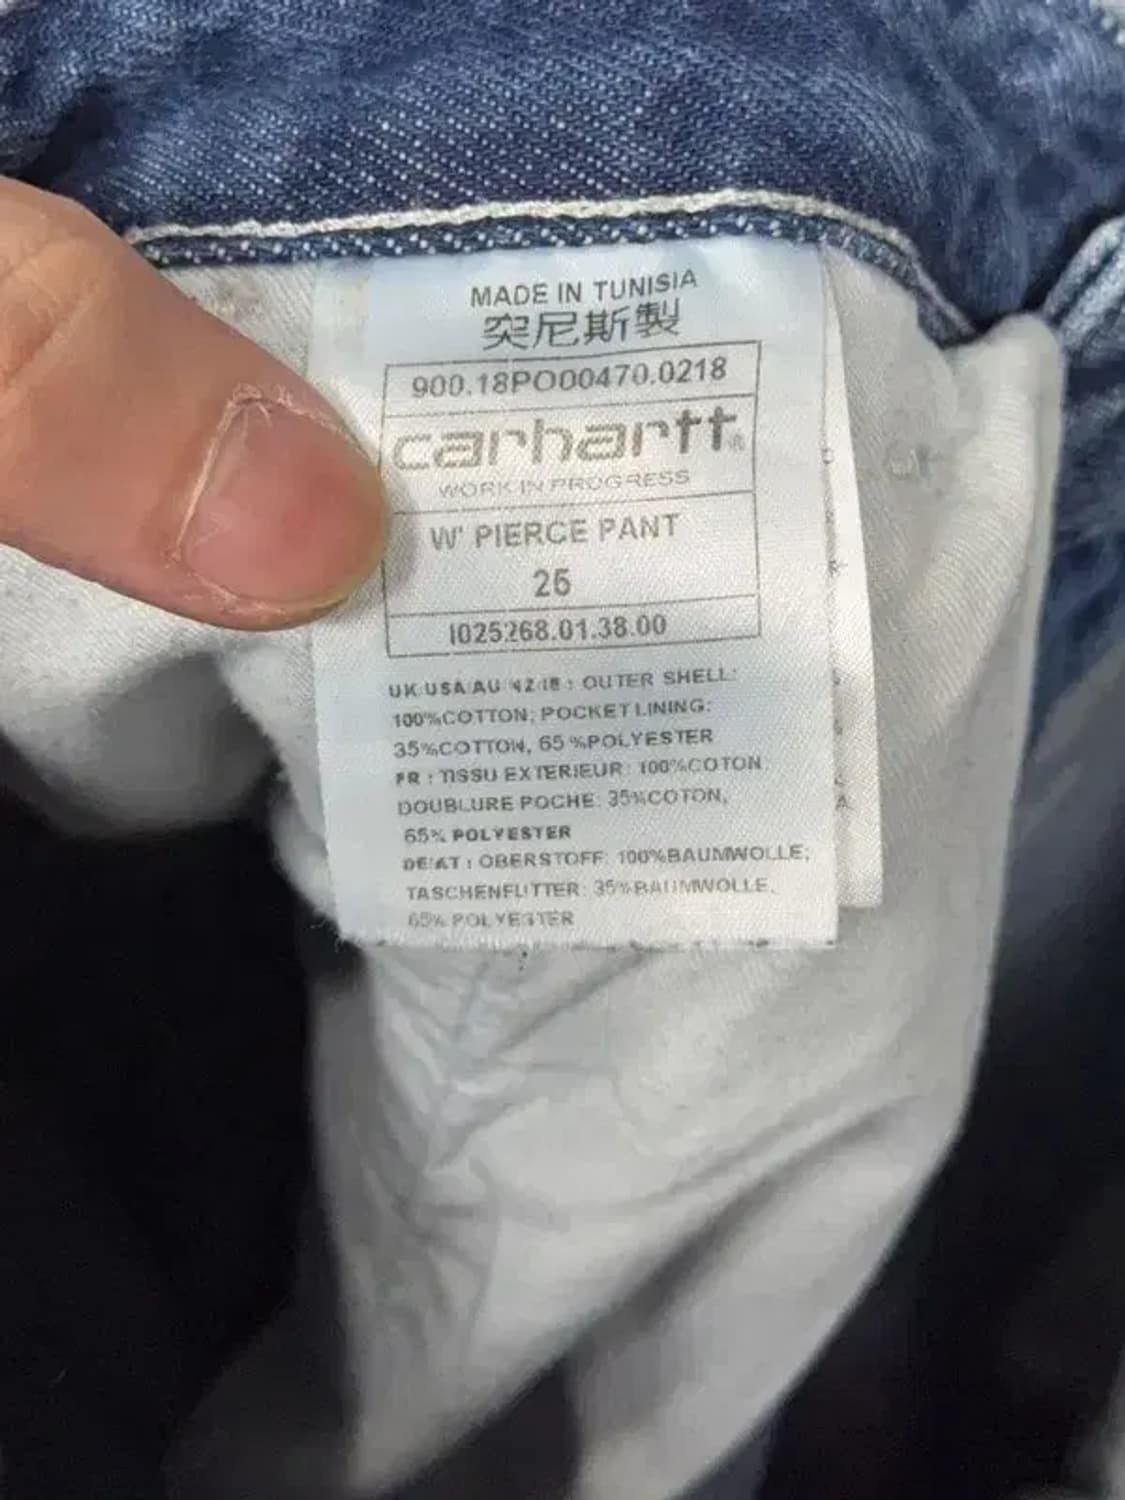 MADE IN TUNISIA
突尼斯製
900.18PO00470.0218
carhartt®
WORK IN PROGRESS
W' PIERCE PANT
26
I025268.01.38.00
UK/USA/AU/NZ/IE : OUTER SHELL:
100%COTTON; POCKET LINING:
35%COTTON, 65 %POLYESTER
FR : TISSU EXTERIEUR: 100%COTON;
DOUBLURE POCHE: 35%COTON,
65% POLYESTER
DE/AT : OBERSTOFF: 100%BAUMWOLLE;
TASCHENFUTTER: 35%BAUMWOLLE,
65% POLYESTER